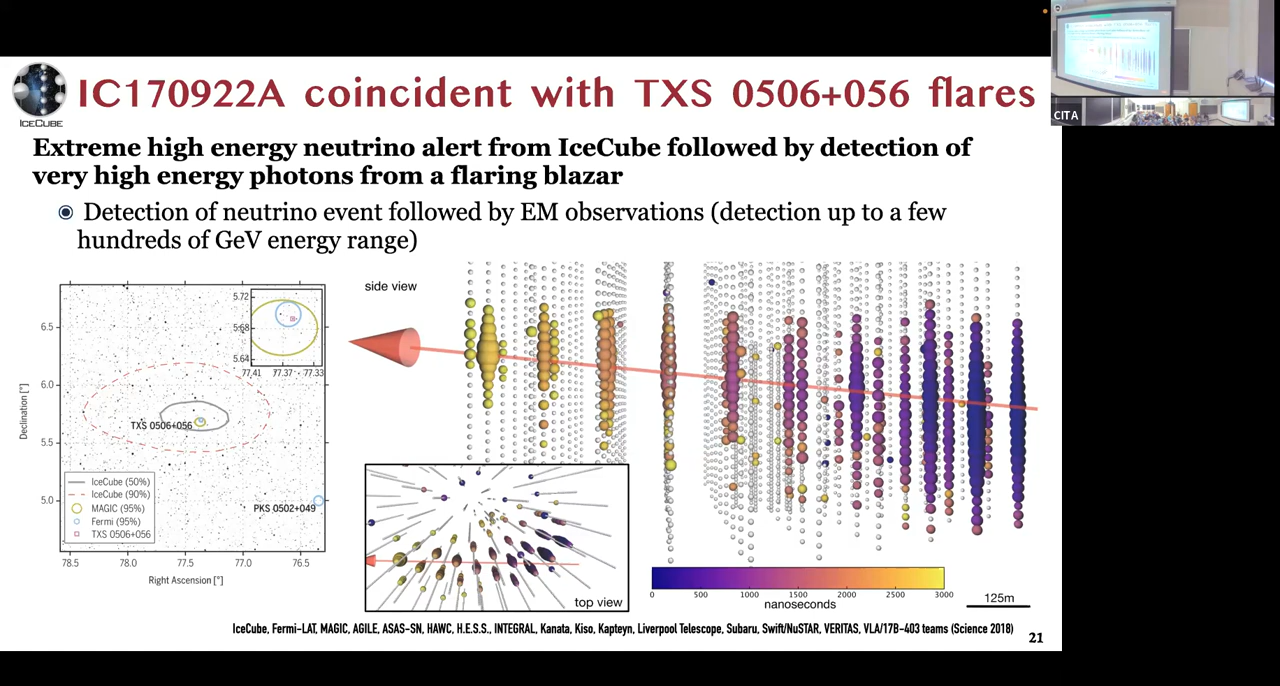 CITA
ICECUBE
IC170922A coincident with TXS 0506+056 flares
Extreme high energy neutrino alert from IceCube followed by detection of
very high energy photons from a flaring blazar
Detection of neutrino event followed by EM observations (detection up to a few
hundreds of GeV energy range)
5.72
5.68
5.64
77.41 77.37 77.33
6.5
6.0
5.5
5.0
Declination [°]
TXS 0506+056
PKS 0502+049
IceCube (50%)
IceCube (90%)
MAGIC (95%)
Fermi (95%)
TXS 0506+056
78.5 78.0 77.5 77.0 76.5
Right Ascension [°]
side view
top view
0 500 1000 1500 2000 2500 3000
nanoseconds
125m
IceCube, Fermi-LAT, MAGIC, AGILE, ASAS-SN, HAWC, H.E.S.S., INTEGRAL, Kanata, Kiso, Kapteyn, Liverpool Telescope, Subaru, Swift/NuSTAR, VERITAS, VLA/17B-403 teams (Science 2018)
21